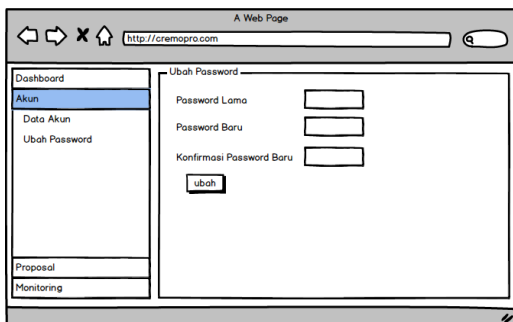 A Web Page
http://cremopro.com
Dashboard
Akun
Data Akun
Ubah Password
Proposal
Monitoring
Ubah Password
Password Lama
Password Baru
Konfirmasi Password Baru
ubah